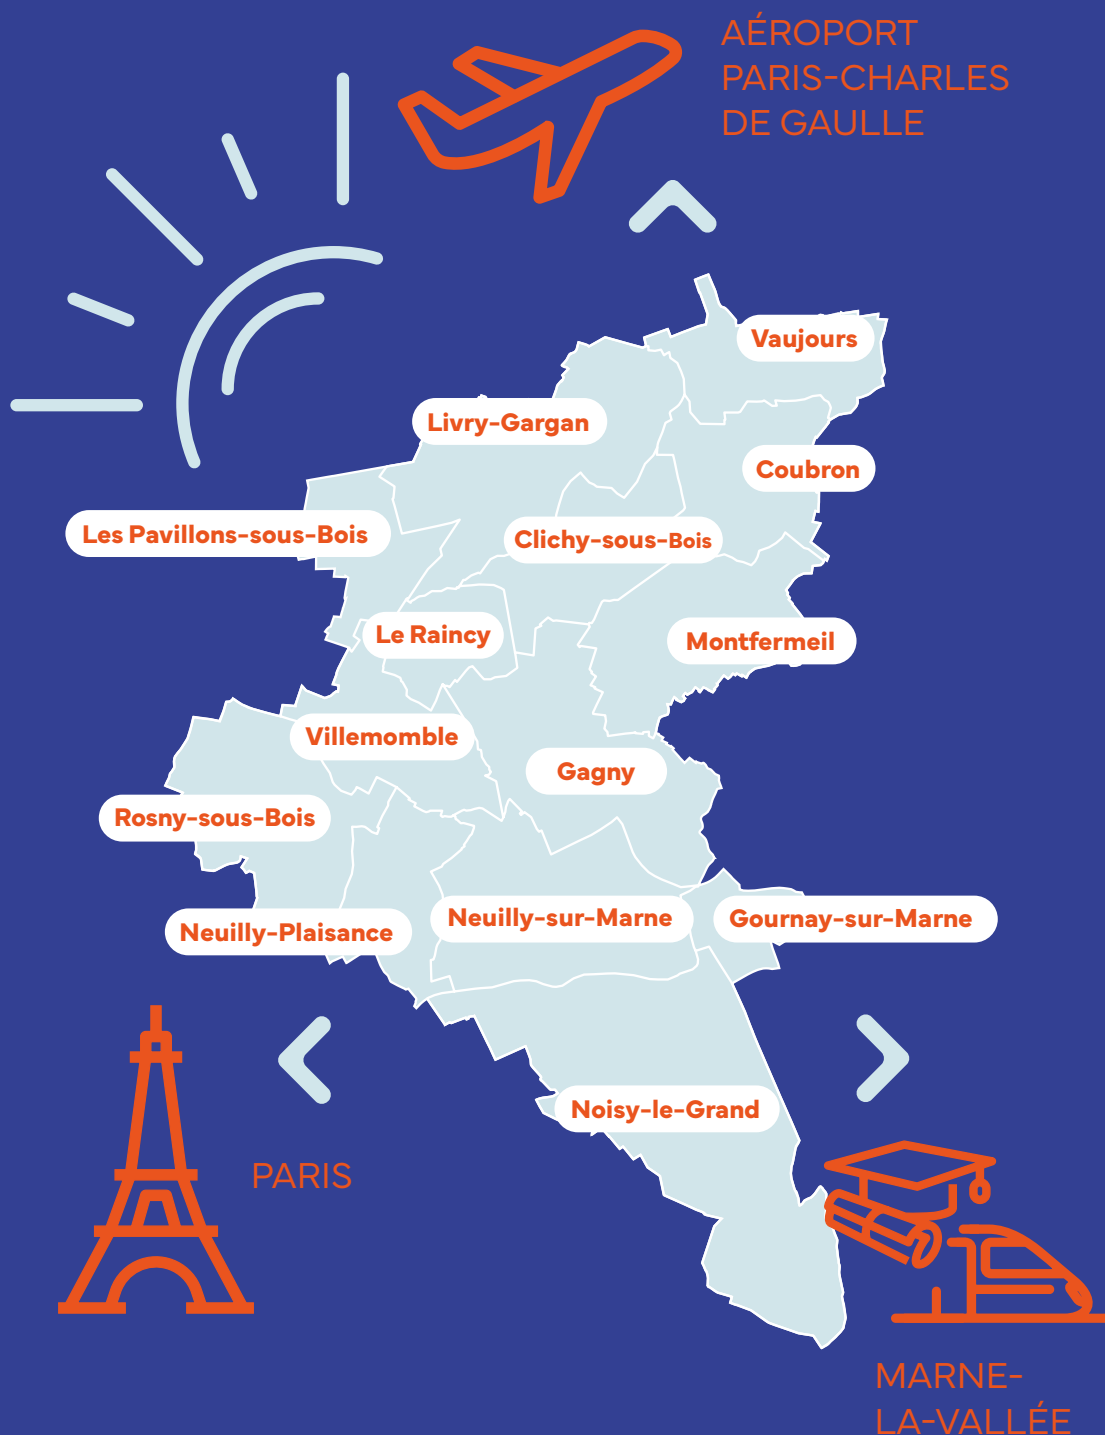 AÉROPORT
PARIS-CHARLES
DE GAULLE
Vaujours
Livry-Gargan
Coubron
Les Pavillons-sous-Bois
Clichy-sous-Bois
Le Raincy
Montfermeil
Villemomble
Gagny
Rosny-sous-Bois
Neuilly-sur-Marne
Gournay-sur-Marne
Neuilly-Plaisance
Noisy-le-Grand
PARIS
MARNE-
LA-VALLÉE